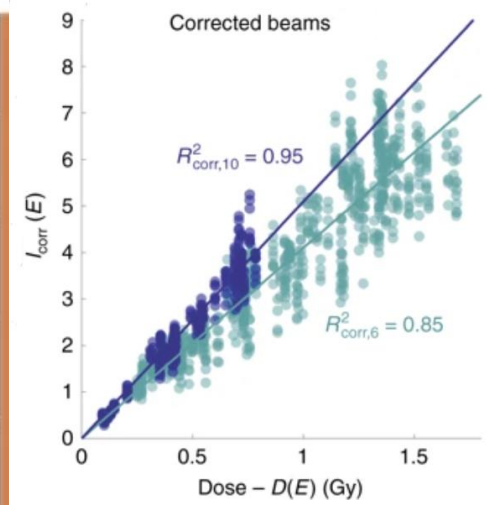 Corrected beams
9
8
7
6
5
4
3
2
1
0
I_corr (E)
R²_corr,10 = 0.95
R²_corr,6 = 0.85
0 0.5 1 1.5
Dose – D(E) (Gy)